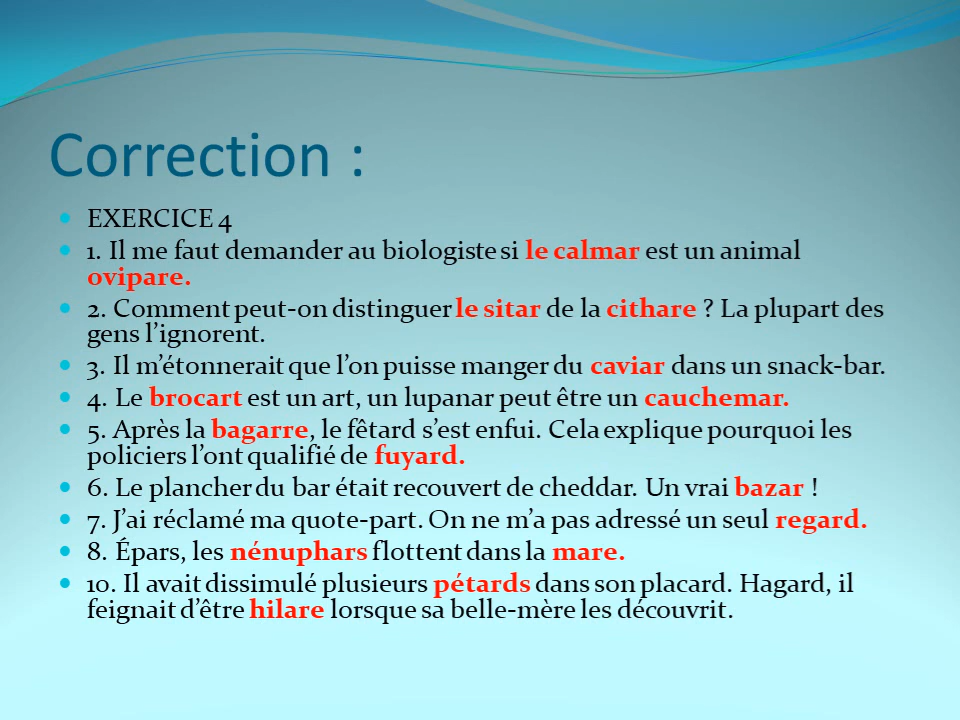 Correction :
EXERCICE 4
1. Il me faut demander au biologiste si le calmar est un animal
ovipare.
2. Comment peut-on distinguer le sitar de la cithare ? La plupart des
gens l’ignorent.
3. Il m’étonnerait que l’on puisse manger du caviar dans un snack-bar.
4. Le brocart est un art, un lupanar peut être un cauchemar.
5. Après la bagarre, le fêtard s’est enfui. Cela explique pourquoi les
policiers l’ont qualifié de fuyard.
6. Le plancher du bar était recouvert de cheddar. Un vrai bazar !
7. J’ai réclamé ma quote-part. On ne m’a pas adressé un seul regard.
8. Épars, les nénuphars flottent dans la mare.
10. Il avait dissimulé plusieurs pétards dans son placard. Hagard, il
feignait d’être hilare lorsque sa belle-mère les découvrit.